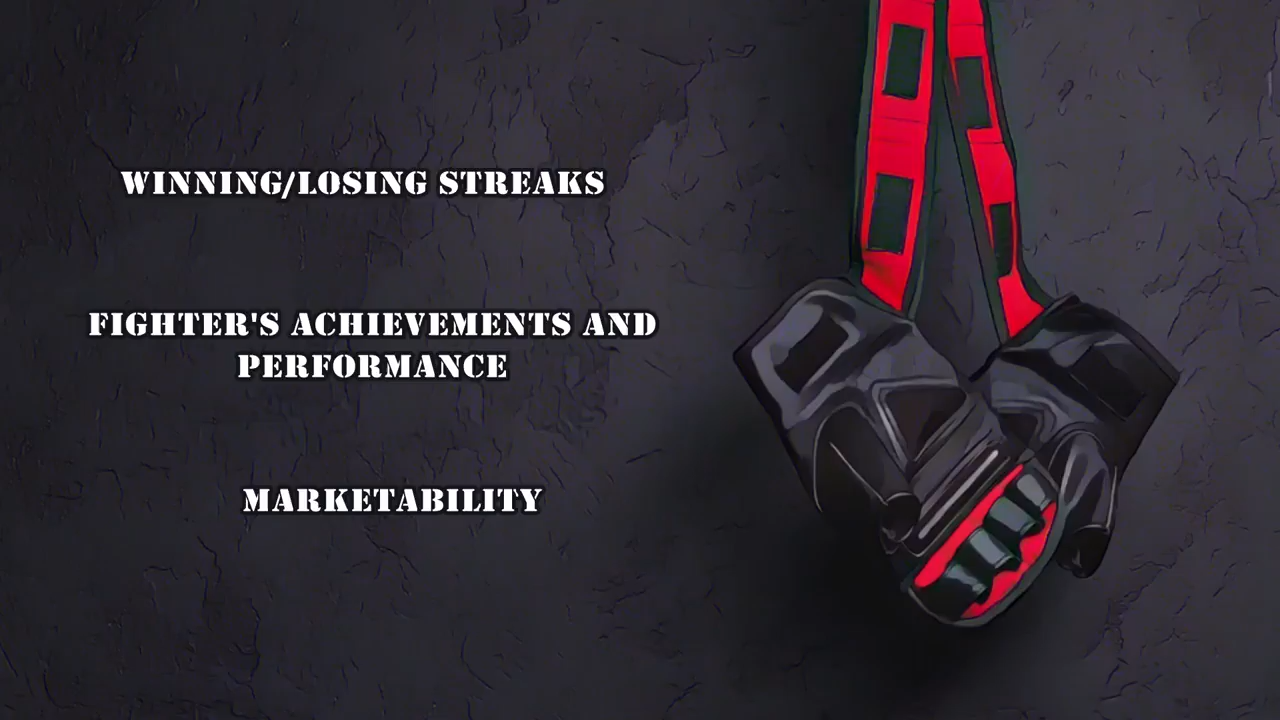 WINNING/LOSING STREAKS
FIGHTER'S ACHIEVEMENTS AND
PERFORMANCE
MARKETABILITY